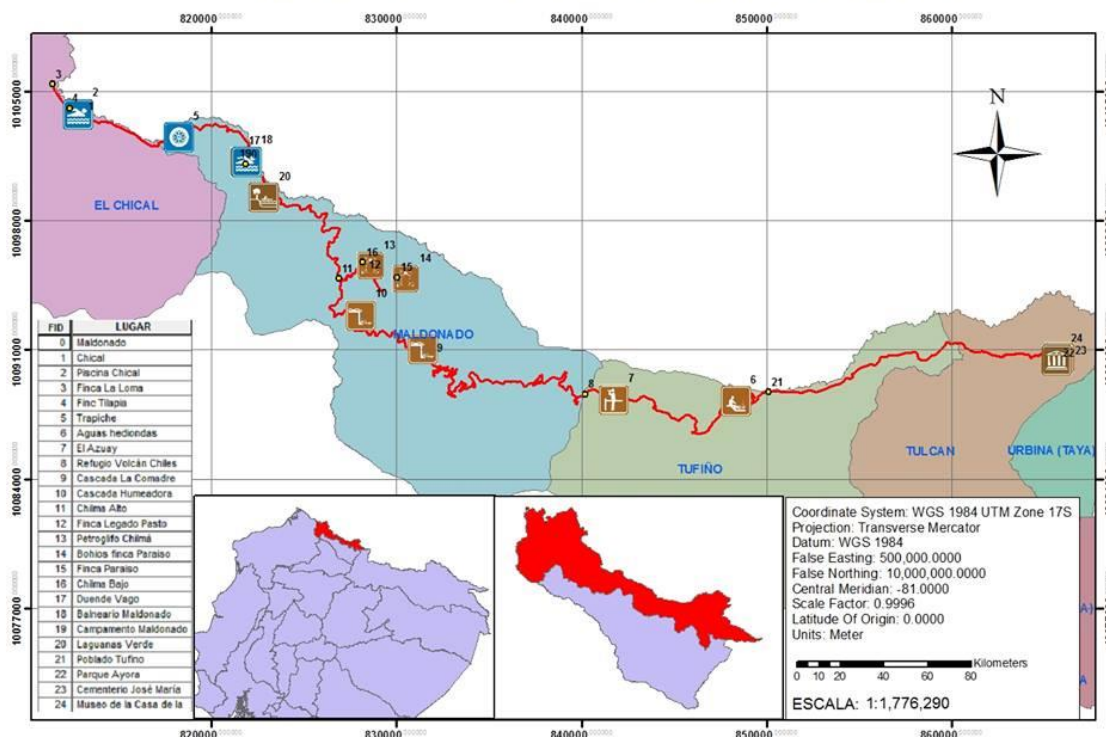 820000 830000 840000 850000 860000
10105000
10098000
10091000
10084000
10077000
N
3
4
2
5
17 18
20
13
16
12
14
15
11
10
9
8
7
6
21
24
22 23
EL CHICAL
MALDONADO
TUFIÑO
TULCAN
URBINA (TAYA)
FID LUGAR
0 Maldonado
1 Chical
2 Piscina Chical
3 Finca La Loma
4 Finc Tilapia
5 Trapiche
6 Aguas hediondas
7 El Azuay
8 Refugio Volcán Chiles
9 Cascada La Comadre
10 Cascada Humeadora
11 Chilma Alto
12 Finca Legado Pasto
13 Petroglifo Chilmá
14 Bohios finca Paraiso
15 Finca Paraiso
16 Chilma Bajo
17 Duende Vago
18 Balneario Maldonado
19 Campamento Maldonado
20 Lagunas Verde
21 Poblado Tufino
22 Parque Ayora
23 Cementerio José María
24 Museo de la Casa de la
Coordinate System: WGS 1984 UTM Zone 17S
Projection: Transverse Mercator
Datum: WGS 1984
False Easting: 500,000.0000
False Northing: 10,000,000.0000
Central Meridian: -81.0000
Scale Factor: 0.9996
Latitude Of Origin: 0.0000
Units: Meter
0 10 20 40 60 80 Kilometers
ESCALA: 1:1,776,290
820000 830000 840000 850000 860000